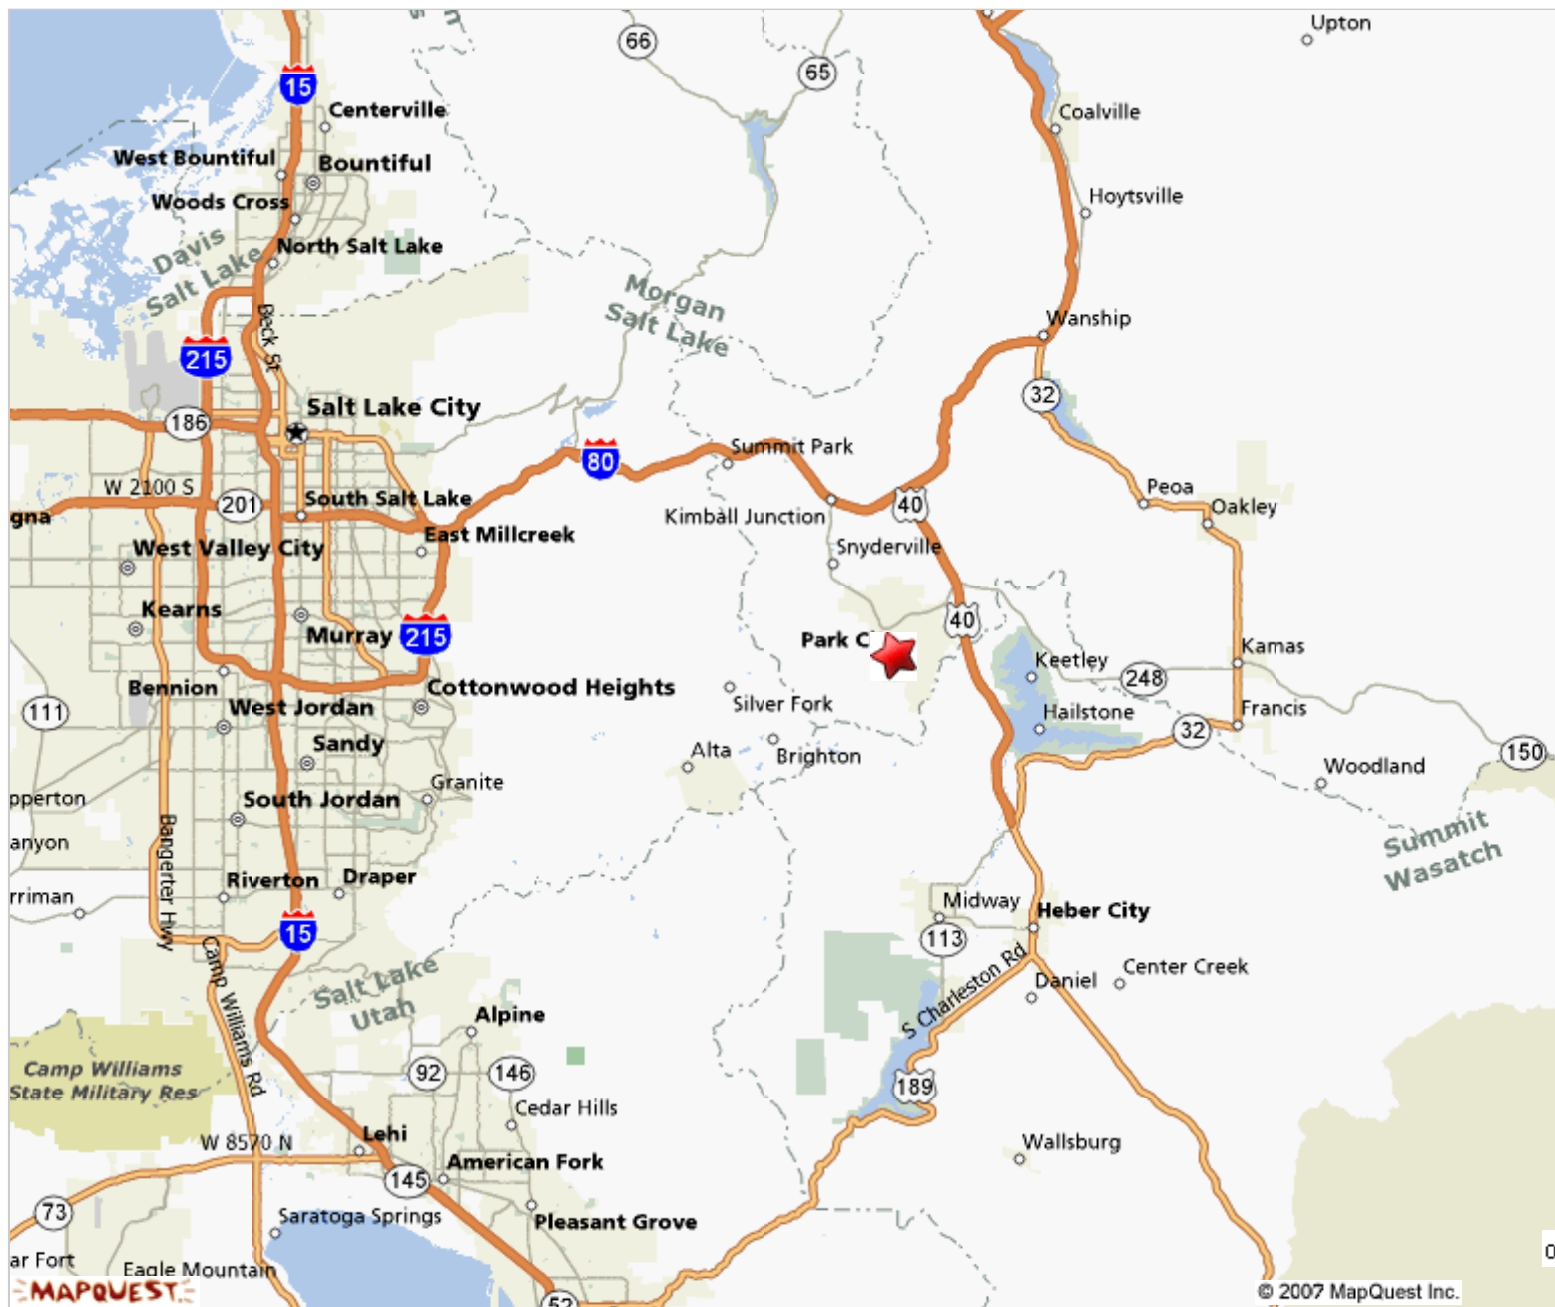 66
Upton
65
15
Centerville
Coalville
West Bountiful
Bountiful
Woods Cross
Hoytsville
North Salt Lake
Davis
Salt Lake
Morgan
Salt Lake
Beck St
Wanship
215
32
186
Salt Lake City
80
Summit Park
W 2100 S
201
South Salt Lake
40
Peoa
Oakley
gna
Kimball Junction
East Millcreek
West Valley City
Snyderville
Kearns
Murray
215
40
Park C
Keetley
Kamas
248
Bennion
Cottonwood Heights
111
West Jordan
Silver Fork
Hailstone
Francis
32
Sandy
Alta
Brighton
150
Woodland
Granite
pperton
South Jordan
anyon
Bangerter Hwy
Summit
Wasatch
Riverton
Draper
rriman
Midway
Heber City
15
113
Camp Williams Rd
Salt Lake
Utah
S Charleston Rd
Daniel
Center Creek
Alpine
Camp Williams
State Military Res
92
146
189
Cedar Hills
W 8570 N
Lehi
Wallsburg
American Fork
145
73
Saratoga Springs
Pleasant Grove
ar Fort
Eagle Mountain
MAPQUEST.
52
© 2007 MapQuest Inc.